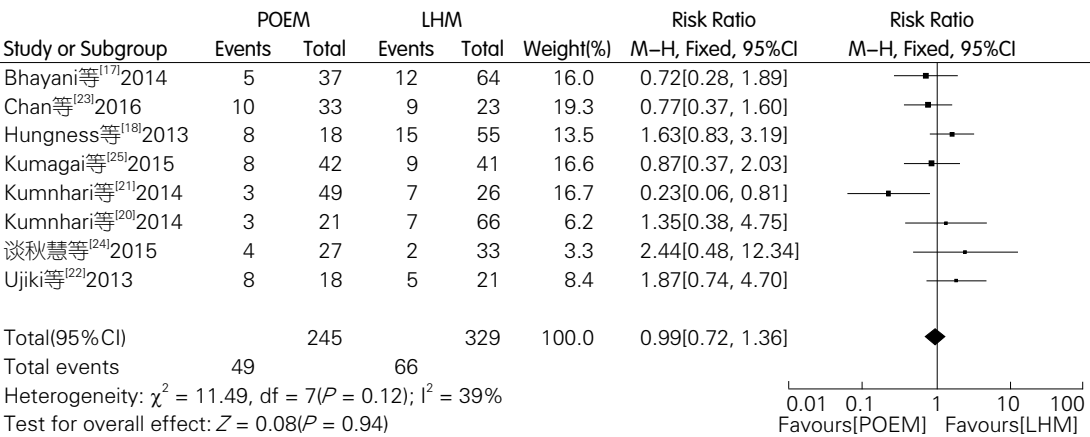 POEM LHM Risk Ratio Risk Ratio
Study or Subgroup Events Total Events Total Weight(%) M–H, Fixed, 95%CI M–H, Fixed, 95%CI
Bhayani等[17]2014 5 37 12 64 16.0 0.72[0.28, 1.89]
Chan等[23]2016 10 33 9 23 19.3 0.77[0.37, 1.60]
Hungness等[18]2013 8 18 15 55 13.5 1.63[0.83, 3.19]
Kumagai等[25]2015 8 42 9 41 16.6 0.87[0.37, 2.03]
Kumnhari等[21]2014 3 49 7 26 16.7 0.23[0.06, 0.81]
Kumnhari等[20]2014 3 21 7 66 6.2 1.35[0.38, 4.75]
谈秋慧等[24]2015 4 27 2 33 3.3 2.44[0.48, 12.34]
Ujiki等[22]2013 8 18 5 21 8.4 1.87[0.74, 4.70]
Total(95%CI) 245 329 100.0 0.99[0.72, 1.36]
Total events 49 66
Heterogeneity: χ² = 11.49, df = 7(P = 0.12); I² = 39%
Test for overall effect: Z = 0.08(P = 0.94)
0.01 0.1 1 10 100
Favours[POEM] Favours[LHM]